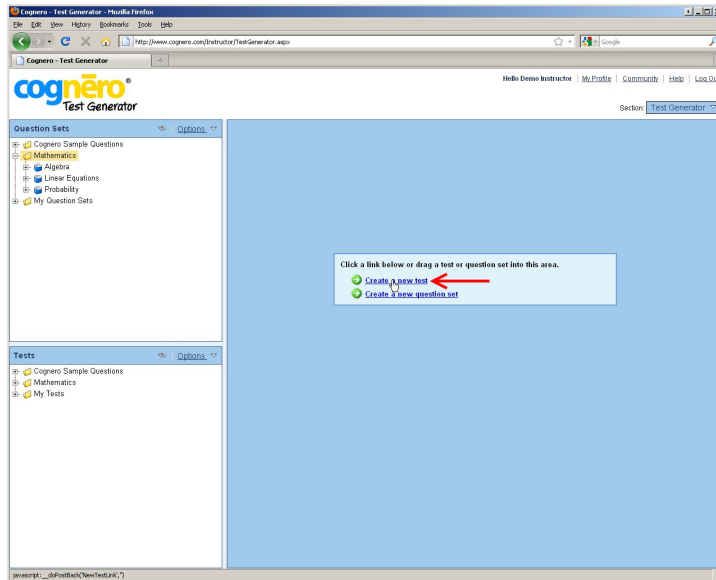 Cognero - Test Generator - Mozilla Firefox
File Edit View History Bookmarks Tools Help
http://www.cognero.com/Instructor/TestGenerator.aspx
Google
Cognero - Test Generator
cognēro®
Test Generator
Hello Demo Instructor | My Profile | Community | Help | Log Ou
Section: Test Generator
Question Sets
Options
Cognero Sample Questions
Mathematics
Algebra
Linear Equations
Probability
My Question Sets
Click a link below or drag a test or question set into this area.
Create a new test
Create a new question set
Tests
Options
Cognero Sample Questions
Mathematics
My Tests
javascript:__doPostBack('NewTestLink','')